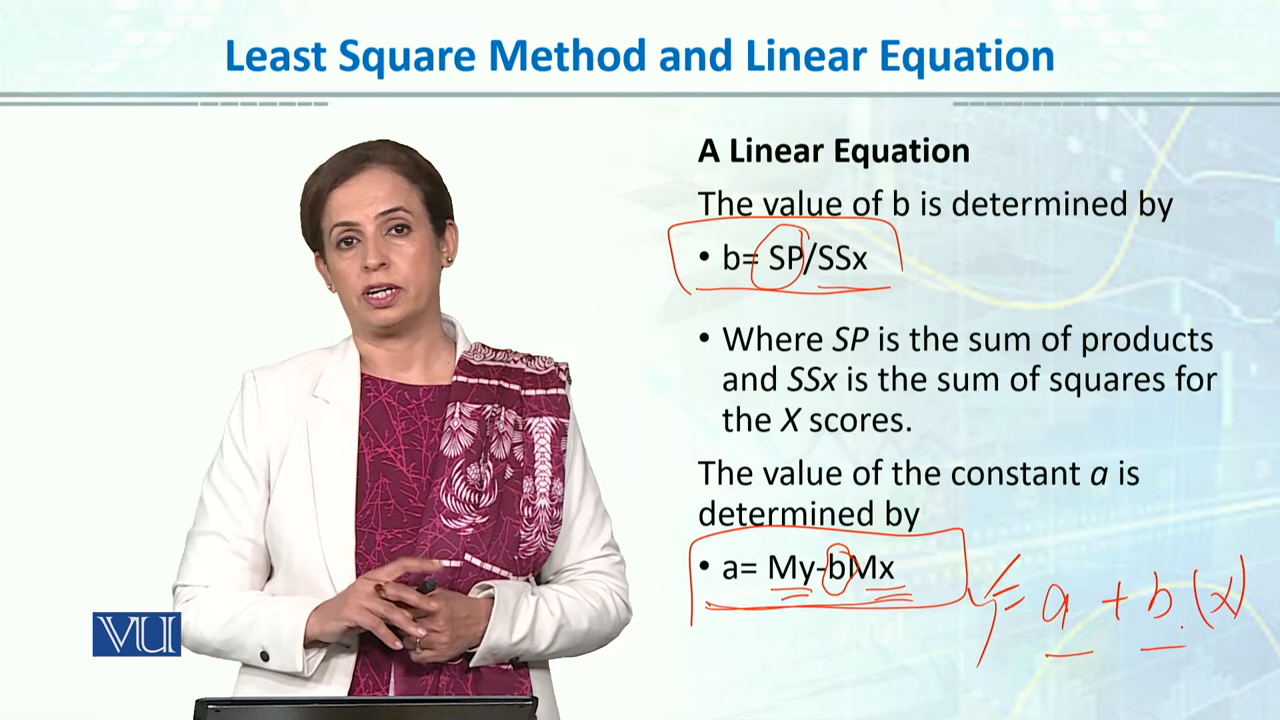 Least Square Method and Linear Equation
A Linear Equation
The value of b is determined by
• b= SP/SSx
• Where SP is the sum of products
and SSx is the sum of squares for
the X scores.
The value of the constant a is
determined by
• a= My-bMx
y = a + b (x)
VU